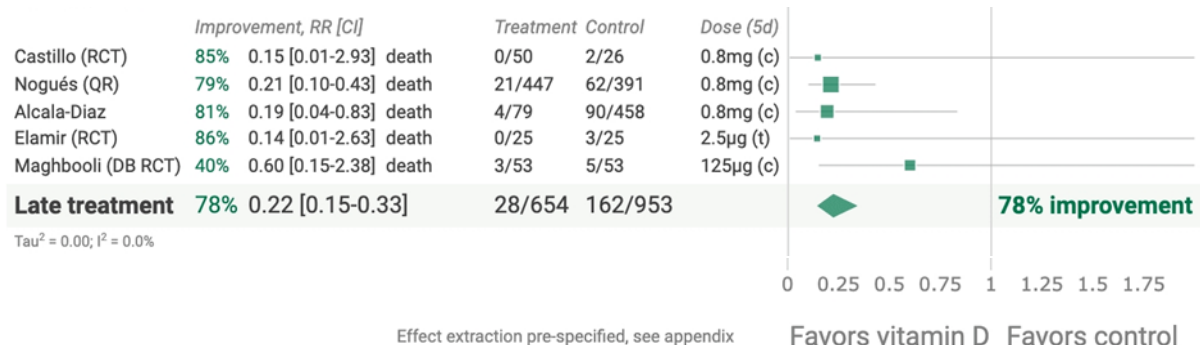 Improvement, RR [CI] Treatment Control Dose (5d)
Castillo (RCT) 85% 0.15 [0.01-2.93] death 0/50 2/26 0.8mg (c)
Nogués (QR) 79% 0.21 [0.10-0.43] death 21/447 62/391 0.8mg (c)
Alcala-Diaz 81% 0.19 [0.04-0.83] death 4/79 90/458 0.8mg (c)
Elamir (RCT) 86% 0.14 [0.01-2.63] death 0/25 3/25 2.5µg (t)
Maghbooli (DB RCT) 40% 0.60 [0.15-2.38] death 3/53 5/53 125µg (c)
Late treatment 78% 0.22 [0.15-0.33] 28/654 162/953 78% improvement
Tau² = 0.00; I² = 0.0%
0 0.25 0.5 0.75 1 1.25 1.5 1.75
Effect extraction pre-specified, see appendix Favors vitamin D Favors control